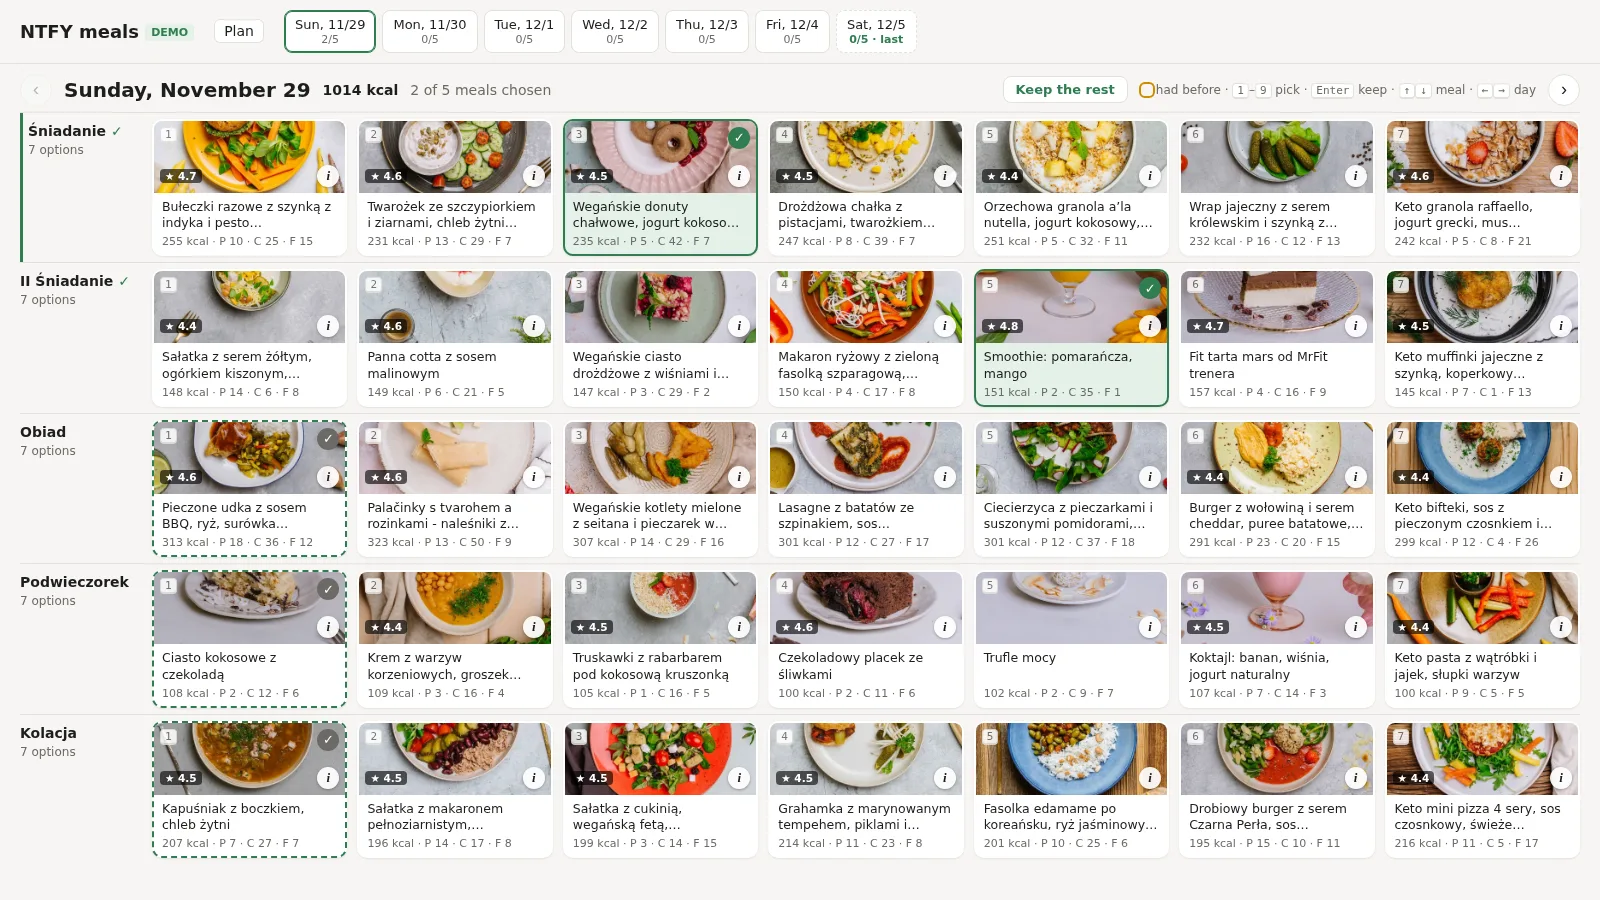 NTFY meals DEMO Plan
Sun, 11/29 2/5
Mon, 11/30 0/5
Tue, 12/1 0/5
Wed, 12/2 0/5
Thu, 12/3 0/5
Fri, 12/4 0/5
Sat, 12/5 0/5 · last
‹ Sunday, November 29 1014 kcal 2 of 5 meals chosen
Keep the rest had before · 1–9 pick · Enter keep · ↑ ↓ meal · ← → day ›
Śniadanie ✓
7 options
1 ✓ ★ 4.7 i
Bułeczki razowe z szynką z
indyka i pesto…
255 kcal · P 10 · C 25 · F 15
2 ★ 4.6 i
Twarożek ze szczypiorkiem
i ziarnami, chleb żytni…
231 kcal · P 13 · C 29 · F 7
3 ✓ ★ 4.5 i
Wegańskie donuty
chałwowe, jogurt kokoso…
235 kcal · P 5 · C 42 · F 7
4 ★ 4.5 i
Drożdżowa chałka z
pistacjami, twarożkiem…
247 kcal · P 8 · C 39 · F 7
5 ★ 4.4 i
Orzechowa granola a’la
nutella, jogurt kokosowy,…
251 kcal · P 5 · C 32 · F 11
6 i
Wrap jajeczny z serem
królewskim i szynką z…
232 kcal · P 16 · C 12 · F 13
7 ★ 4.6 i
Keto granola raffaello,
jogurt grecki, mus…
242 kcal · P 5 · C 8 · F 21
II Śniadanie ✓
7 options
1 ★ 4.4 i
Sałatka z serem żółtym,
ogórkiem kiszonym,…
148 kcal · P 14 · C 6 · F 8
2 ★ 4.6 i
Panna cotta z sosem
malinowym
149 kcal · P 6 · C 21 · F 5
3 i
Wegańskie ciasto
drożdżowe z wiśniami i…
147 kcal · P 3 · C 29 · F 2
4 i
Makaron ryżowy z zieloną
fasolką szparagową,…
150 kcal · P 4 · C 17 · F 8
5 ✓ ★ 4.8 i
Smoothie: pomarańcza,
mango
151 kcal · P 2 · C 35 · F 1
6 ★ 4.7 i
Fit tarta mars od MrFit
trenera
157 kcal · P 4 · C 16 · F 9
7 ★ 4.5 i
Keto muffinki jajeczne z
szynką, koperkowy…
145 kcal · P 7 · C 1 · F 13
Obiad
7 options
1 ✓ ★ 4.6 i
Pieczone udka z sosem
BBQ, ryż, surówka…
313 kcal · P 18 · C 36 · F 12
2 ★ 4.6 i
Palačinky s tvarohem a
rozinkami - naleśniki z…
323 kcal · P 13 · C 50 · F 9
3 i
Wegańskie kotlety mielone
z seitana i pieczarek w…
307 kcal · P 14 · C 29 · F 16
4 i
Lasagne z batatów ze
szpinakiem, sos…
301 kcal · P 12 · C 27 · F 17
5 i
Ciecierzyca z pieczarkami i
suszonymi pomidorami,…
301 kcal · P 12 · C 37 · F 18
6 ★ 4.4 i
Burger z wołowiną i serem
cheddar, puree batatowe,…
291 kcal · P 23 · C 20 · F 15
7 ★ 4.4 i
Keto bifteki, sos z
pieczonym czosnkiem i…
299 kcal · P 12 · C 4 · F 26
Podwieczorek
7 options
1 ✓ i
Ciasto kokosowe z
czekoladą
108 kcal · P 2 · C 12 · F 6
2 ★ 4.4 i
Krem z warzyw
korzeniowych, groszek…
109 kcal · P 3 · C 16 · F 4
3 ★ 4.5 i
Truskawki z rabarbarem
pod kokosową kruszonką
105 kcal · P 1 · C 16 · F 5
4 ★ 4.6 i
Czekoladowy placek ze
śliwkami
100 kcal · P 2 · C 11 · F 6
5 i
Trufle mocy
102 kcal · P 2 · C 9 · F 7
6 ★ 4.5 i
Koktajl: banan, wiśnia,
jogurt naturalny
107 kcal · P 7 · C 14 · F 3
7 ★ 4.4 i
Keto pasta z wątróbki i
jajek, słupki warzyw
100 kcal · P 9 · C 5 · F 5
Kolacja
7 options
1 ✓ ★ 4.5 i
Kapuśniak z boczkiem,
chleb żytni
207 kcal · P 7 · C 27 · F 7
2 ★ 4.5 i
Sałatka z makaronem
pełnoziarnistym,…
196 kcal · P 14 · C 17 · F 8
3 ★ 4.5 i
Sałatka z cukinią,
wegańską fetą,…
199 kcal · P 3 · C 14 · F 15
4 ★ 4.5 i
Grahamka z marynowanym
tempehem, piklami i…
214 kcal · P 11 · C 23 · F 8
5 i
Fasolka edamame po
koreańsku, ryż jaśminowy…
201 kcal · P 10 · C 25 · F 6
6 i
Drobiowy burger z serem
Czarna Perła, sos…
195 kcal · P 15 · C 10 · F 11
7 ★ 4.4 i
Keto mini pizza 4 sery, sos
czosnkowy, świeże…
216 kcal · P 11 · C 5 · F 17